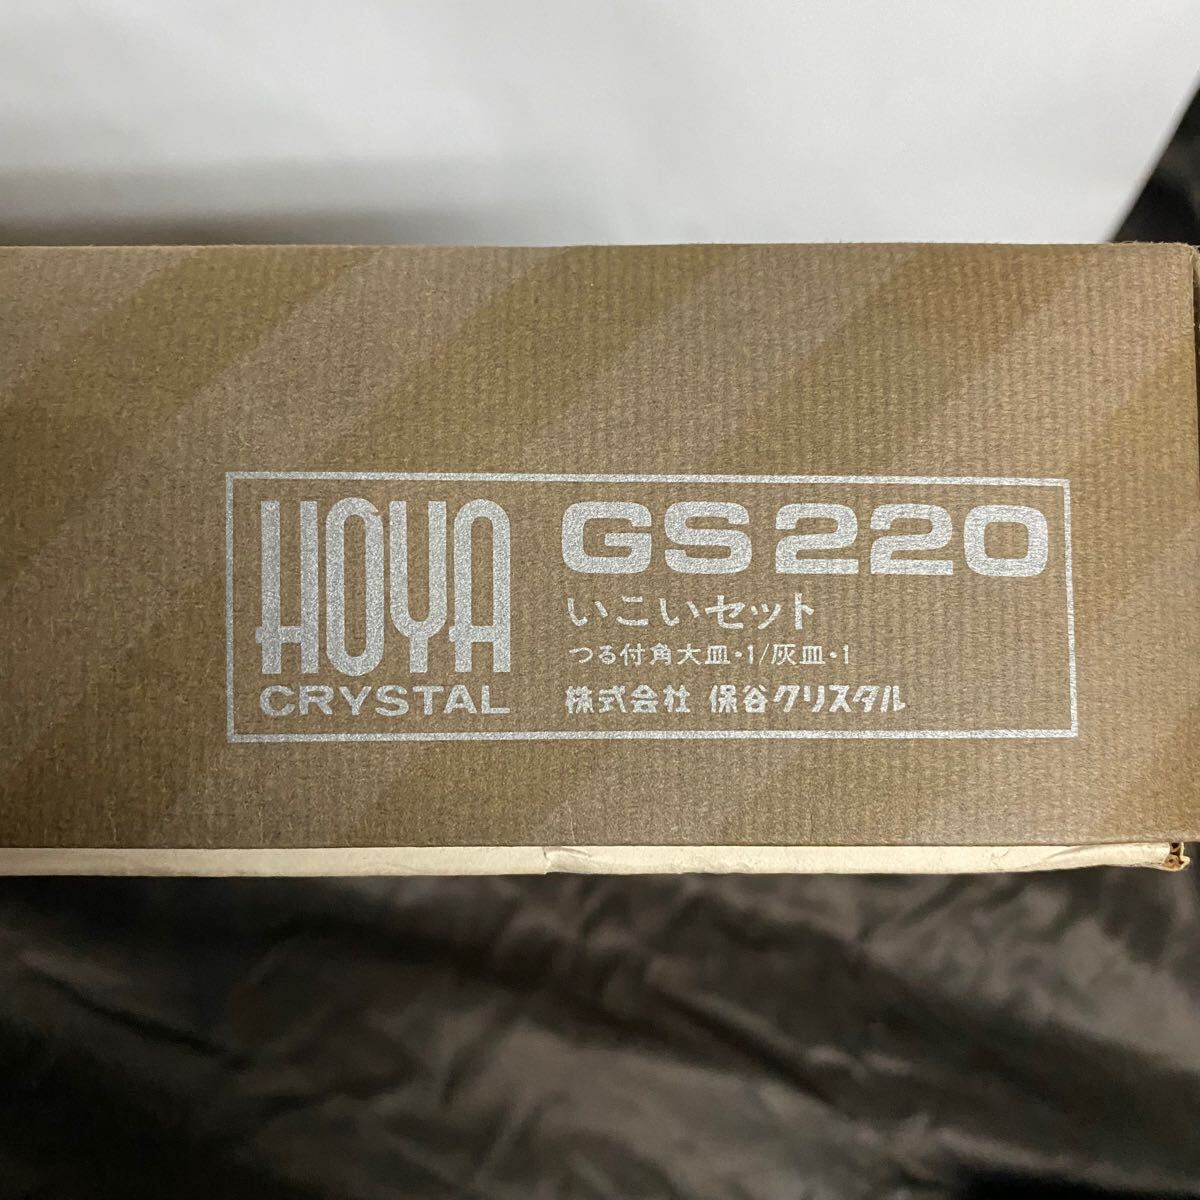 HOYA
CRYSTAL
GS220
いこいセット
つる付角大皿・1/灰皿・1
株式会社 保谷クリスタル